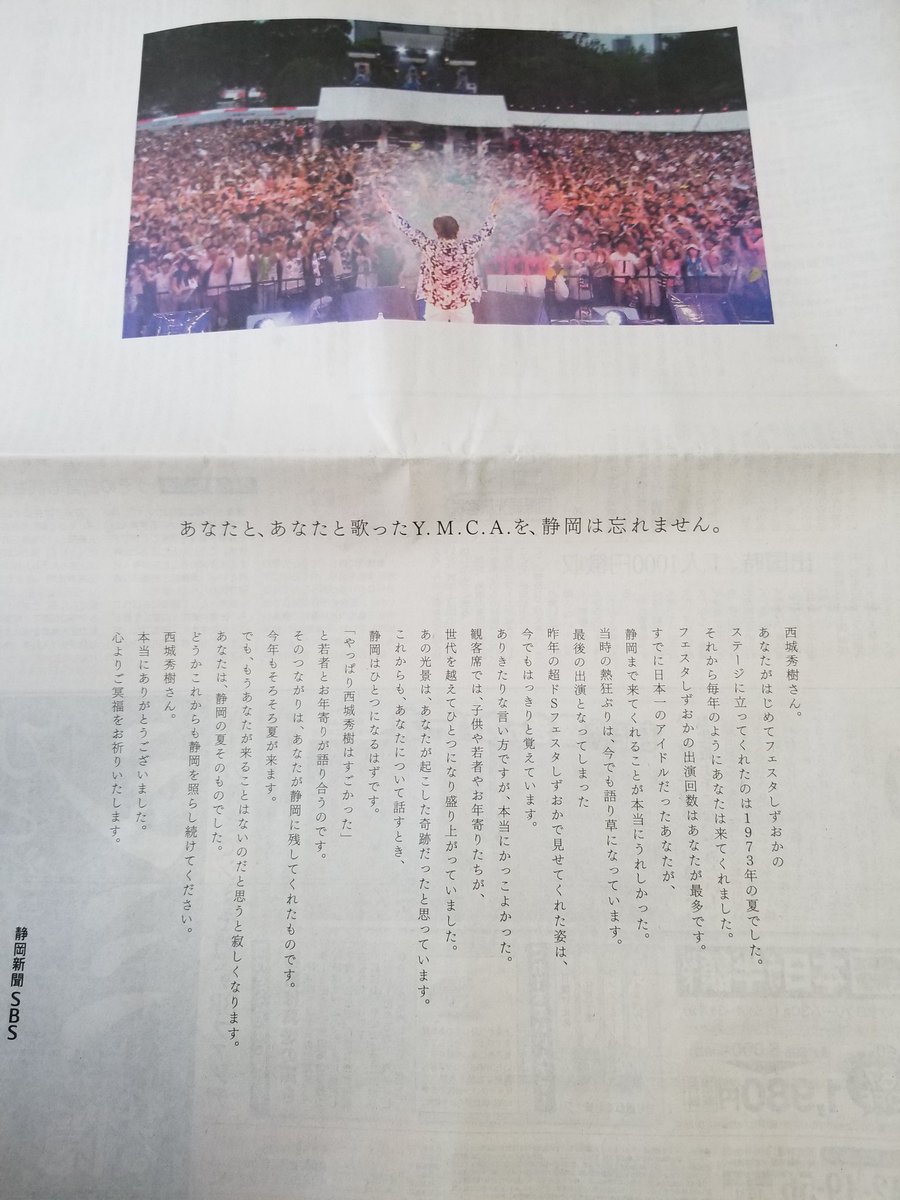 あなたと、あなたと歌ったY.M.C.A.を、静岡は忘れません。
西城秀樹さん。
あなたがはじめてフェスタしずおかの
ステージに立ってくれたのは1973年の夏でした。
それから毎年のようにあなたは来てくれました。
フェスタしずおかの出演回数はあなたが最多です。
すでに日本一のアイドルだったあなたが、
静岡まで来てくれることが本当にうれしかった。
当時の熱狂ぶりは、今でも語り草になっています。
最後の出演となってしまった
昨年の超ドSフェスタしずおかで見せてくれた姿は、
今でもはっきりと覚えています。
ありきたりな言い方ですが、本当にかっこよかった。
観客席では、子供や若者やお年寄りたちが、
世代を越えてひとつになり盛り上がっていました。
あの光景は、あなたが起こした奇跡だったと思っています。
これからも、あなたについて話すとき、
静岡はひとつになるはずです。
「やっぱり西城秀樹はすごかった」
と若者とお年寄りが語り合うのです。
そのつながりは、あなたが静岡に残してくれたものです。
今年もそろそろ夏が来ます。
でも、もうあなたが来ることはないのだと思うと寂しくなります。
あなたは、静岡の夏そのものでした。
どうかこれからも静岡を照らし続けてください。
西城秀樹さん。
本当にありがとうございました。
心よりご冥福をお祈りいたします。
静岡新聞SBS